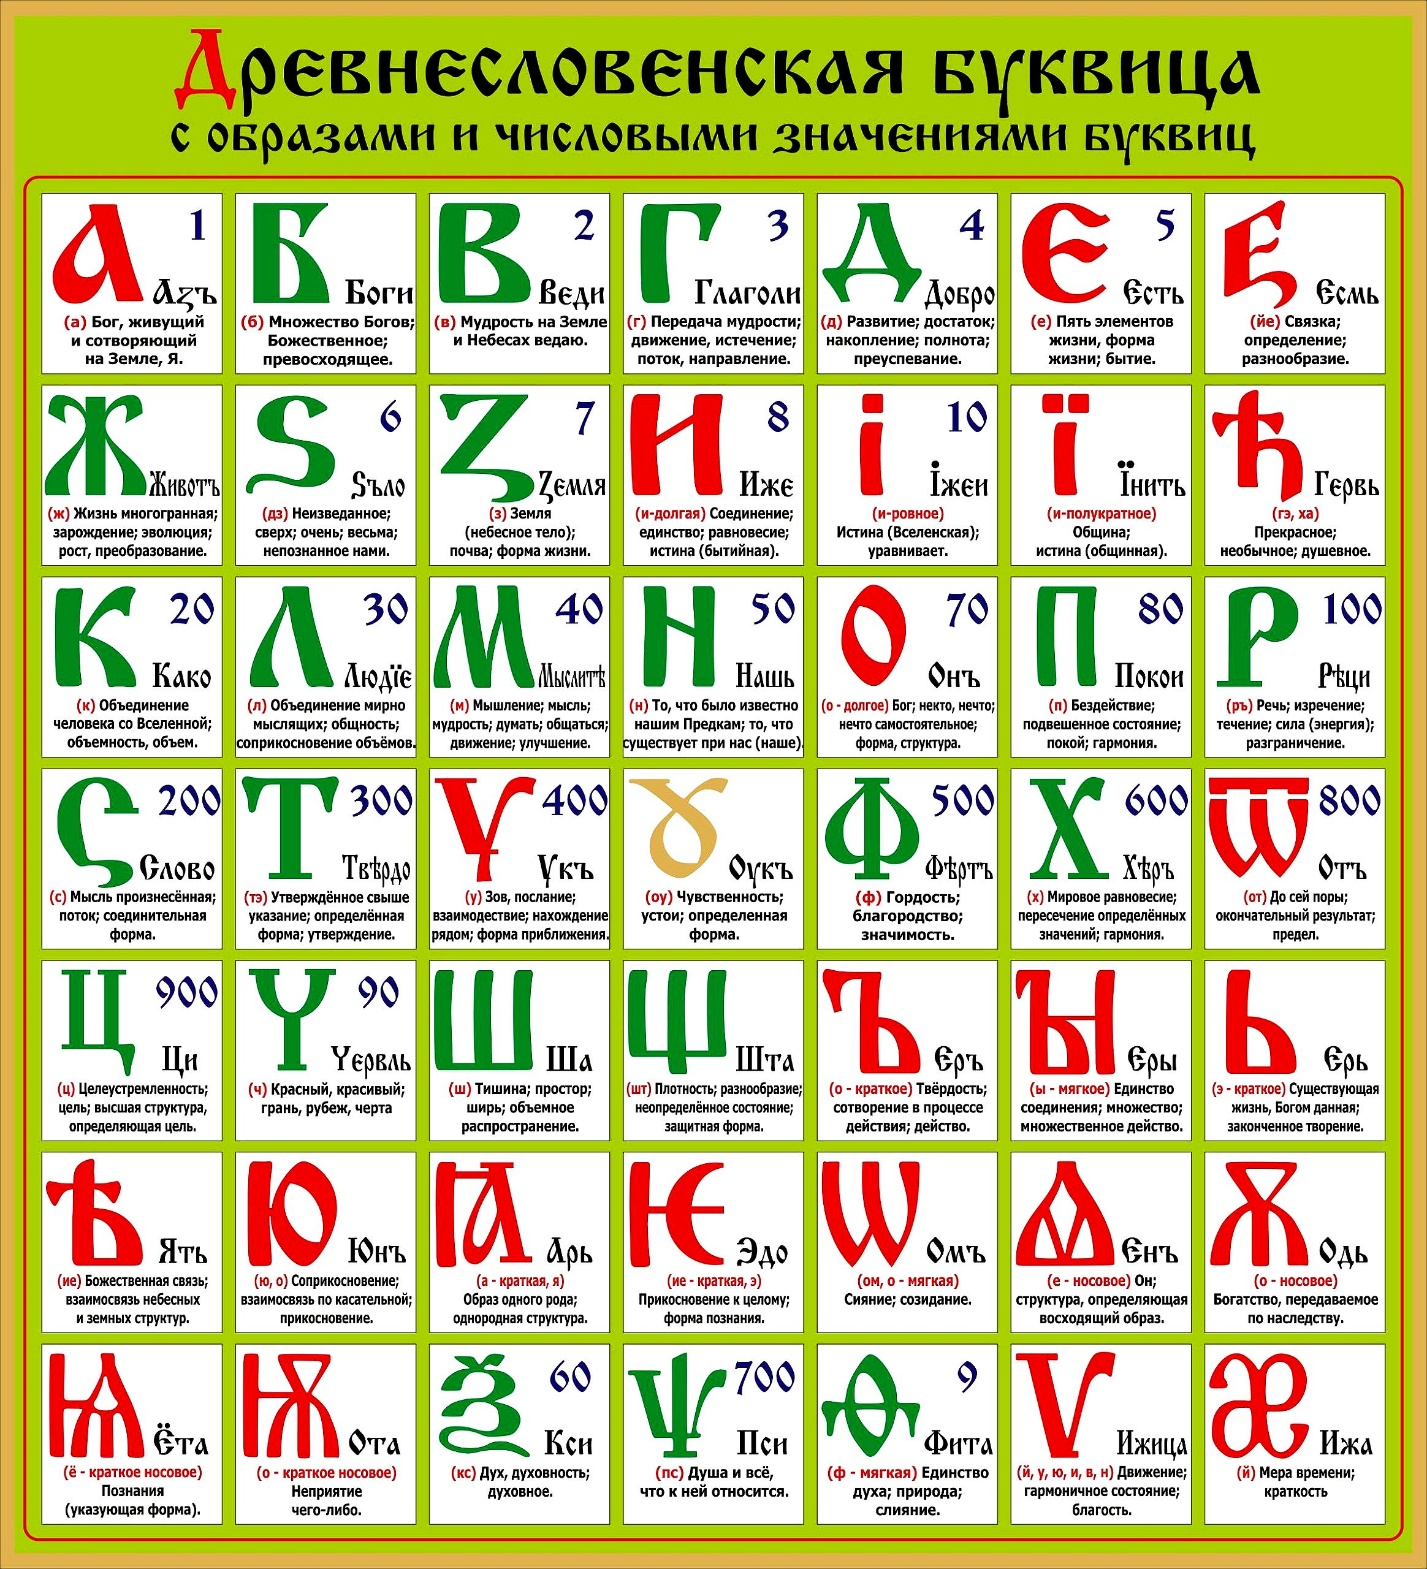 Древнесловенская буквица
с образами и числовыми значениями буквиц
А 1
Азъ
(а) Бог, живущий
и сотворяющий
на Земле, Я.
Б
Боги
(б) Множество Богов;
Божественное;
превосходящее.
В 2
Веди
(в) Мудрость на Земле
и Небесах ведаю.
Г 3
Глаголи
(г) Передача мудрости;
движение, истечение;
поток, направление.
Д 4
Добро
(д) Развитие; достаток;
накопление; полнота;
преуспевание.
Є 5
Єсть
(е) Пять элементов
жизни, форма
жизни; бытие.
Е
Єсмь
(йе) Связка;
определение;
разнообразие.
Ж
Животъ
(ж) Жизнь многогранная;
зарождение; эволюция;
рост, преобразование.
Ѕ 6
Ѕъло
(дз) Неизведанное;
сверх; очень; весьма;
непознанное нами.
Ꙁ 7
Ꙁемля
(з) Земля
(небесное тело);
почва; форма жизни.
И 8
Иже
(и-долгая) Соединение;
единство; равновесие;
истина (бытийная).
i 10
Їжеи
(и-ровное)
Истина (Вселенская);
уравнивает.
ї
Їнить
(и-полукратное)
Община;
истина (общинная).
Ћ
Гервь
(гэ, ха)
Прекрасное;
необычное; душевное.
К 20
Како
(к) Объединение
человека со Вселенной;
объемность, объем.
Л 30
Людїе
(л) Объединение мирно
мыслящих; общность;
соприкосновение объёмов.
М 40
Мыслитѣ
(м) Мышление; мысль;
мудрость; думать; общаться;
движение; улучшение.
Н 50
Нашь
(н) То, что было известно
нашим Предкам; то, что
существует при нас (наше).
О 70
Онъ
(о - долгое) Бог; некто, нечто;
нечто самостоятельное;
форма, структура.
П 80
Покои
(п) Бездействие;
подвешенное состояние;
покой; гармония.
Р 100
Рѣци
(ръ) Речь; изречение;
течение; сила (энергия);
разграничение.
С 200
Слово
(с) Мысль произнесённая;
поток; соединительная
форма.
Т 300
Твѣрдо
(тэ) Утверждённое свыше
указание; определённая
форма; утверждение.
Ұ 400
Ұкъ
(у) Зов, послание;
взаимодествие; нахождение
рядом; форма приближения.
Ȣ
Оукъ
(оу) Чувственность;
устои; определенная
форма.
Ф 500
Фѣртъ
(ф) Гордость;
благородство;
значимость.
Х 600
Хѣръ
(х) Мировое равновесие;
пересечение определённых
значений; гармония.
Ѿ 800
Отъ
(от) До сей поры;
окончательный результат;
предел.
Ц 900
Ци
(ц) Целеустремленность;
цель; высшая структура,
определяющая цель.
Ч 90
Червль
(ч) Красный, красивый;
грань, рубеж, черта
Ш
Ша
(ш) Тишина; простор;
ширь; объемное
распространение.
Щ
Шта
(шт) Плотность; разнообразие;
неопределённое состояние;
защитная форма.
Ъ
Еръ
(о - краткое) Твёрдость;
сотворение в процессе
действия; действо.
Ꙑ
Еры
(ы - мягкое) Единство
соединения; множество;
множественное действо.
Ь
Ерь
(э - краткое) Существующая
жизнь, Богом данная;
законченное творение.
Ѣ
Ять
(ие) Божественная связь;
взаимосвязь небесных
и земных структур.
Ю
Юнъ
(ю, о) Соприкосновение;
взаимосвязь по касательной;
прикосновение.
Ꙗ
Арь
(а - краткая, я)
Образ одного рода;
однородная структура.
Ѥ
Эдо
(ие - краткая, э)
Прикосновение к целому;
форма познания.
Ѡ
Омъ
(ом, о - мягкая)
Сияние; созидание.
Ѧ
Єнъ
(е - носовое) Он;
структура, определяющая
восходящий образ.
Ѫ
Одь
(о - носовое)
Богатство, передаваемое
по наследству.
Ѩ
Ёта
(ё - краткое носовое)
Познания
(указующая форма).
Ѭ
Ота
(о - краткое носовое)
Неприятие
чего-либо.
Ѯ 60
Кси
(кс) Дух, духовность;
духовное.
Ѱ 700
Пси
(пс) Душа и всё,
что к ней относится.
Ѳ 9
Фита
(ф - мягкая) Единство
духа; природа;
слияние.
Ѵ
Ижица
(й, у, ю, и, в, н) Движение;
гармоничное состояние;
благость.
Æ
Ижа
(й) Мера времени;
краткость